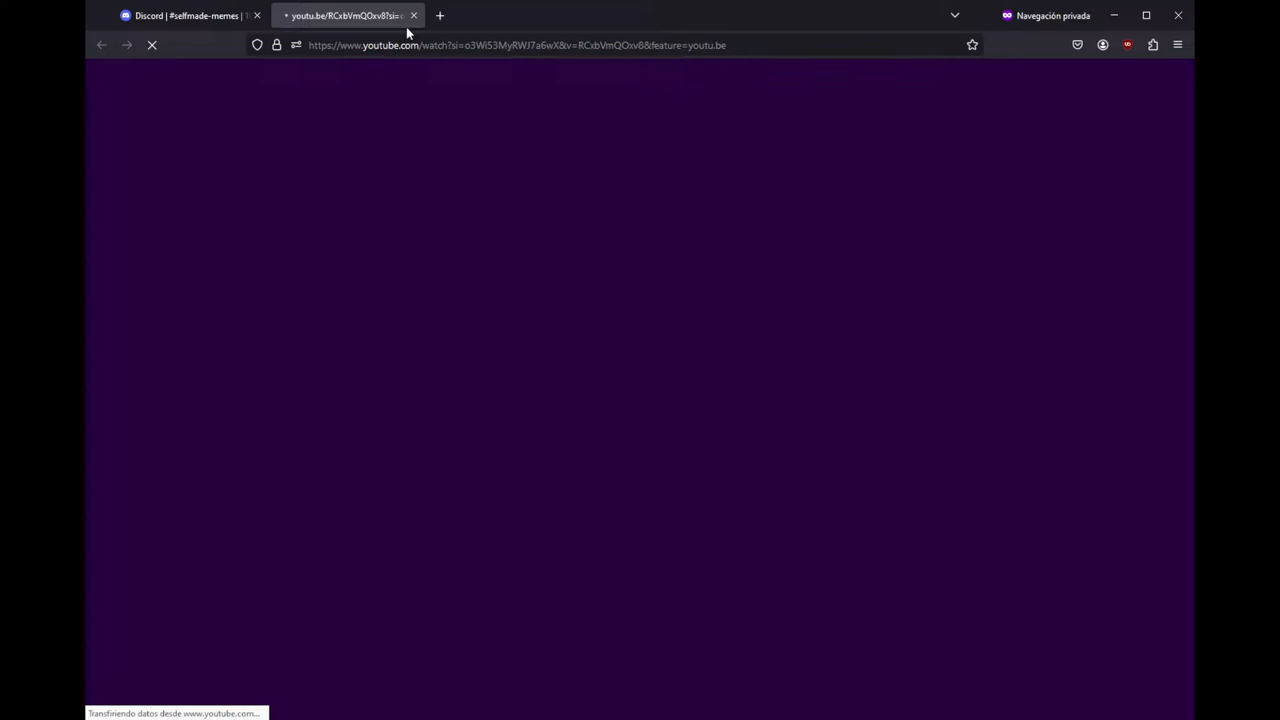 Discord | #selfmade-memes |
youtu.be/RCxbVmQOxv8?si=
Navegación privada
https://www.youtube.com/watch?si=o3Wl53MyRWJ7a6wX&v=RCxbVmQOxv8&feature=youtu.be
Transfiriendo datos desde www.youtube.com...